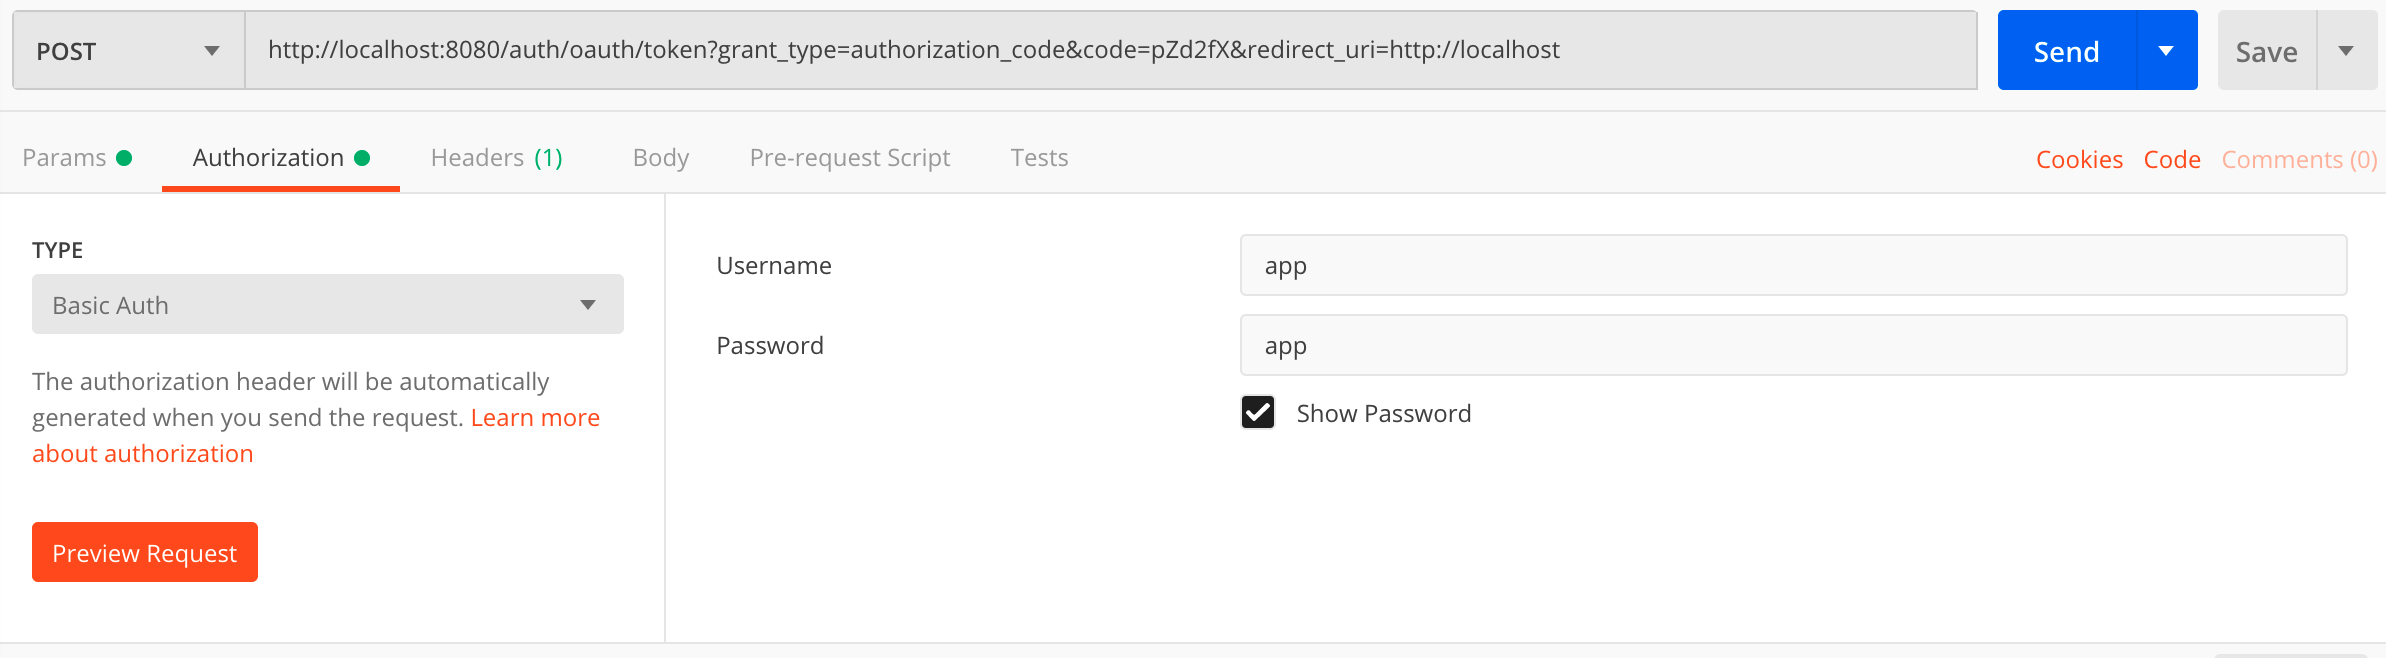 POST
http://localhost:8080/auth/oauth/token?grant_type=authorization_code&code=pZd2fX&redirect_uri=http://localhost
Send
Save
Params
Authorization
Headers (1)
Body
Pre-request Script
Tests
Cookies
Code
Comments (0)
TYPE
Basic Auth
The authorization header will be automatically
generated when you send the request. Learn more
about authorization
Preview Request
Username
app
Password
app
Show Password